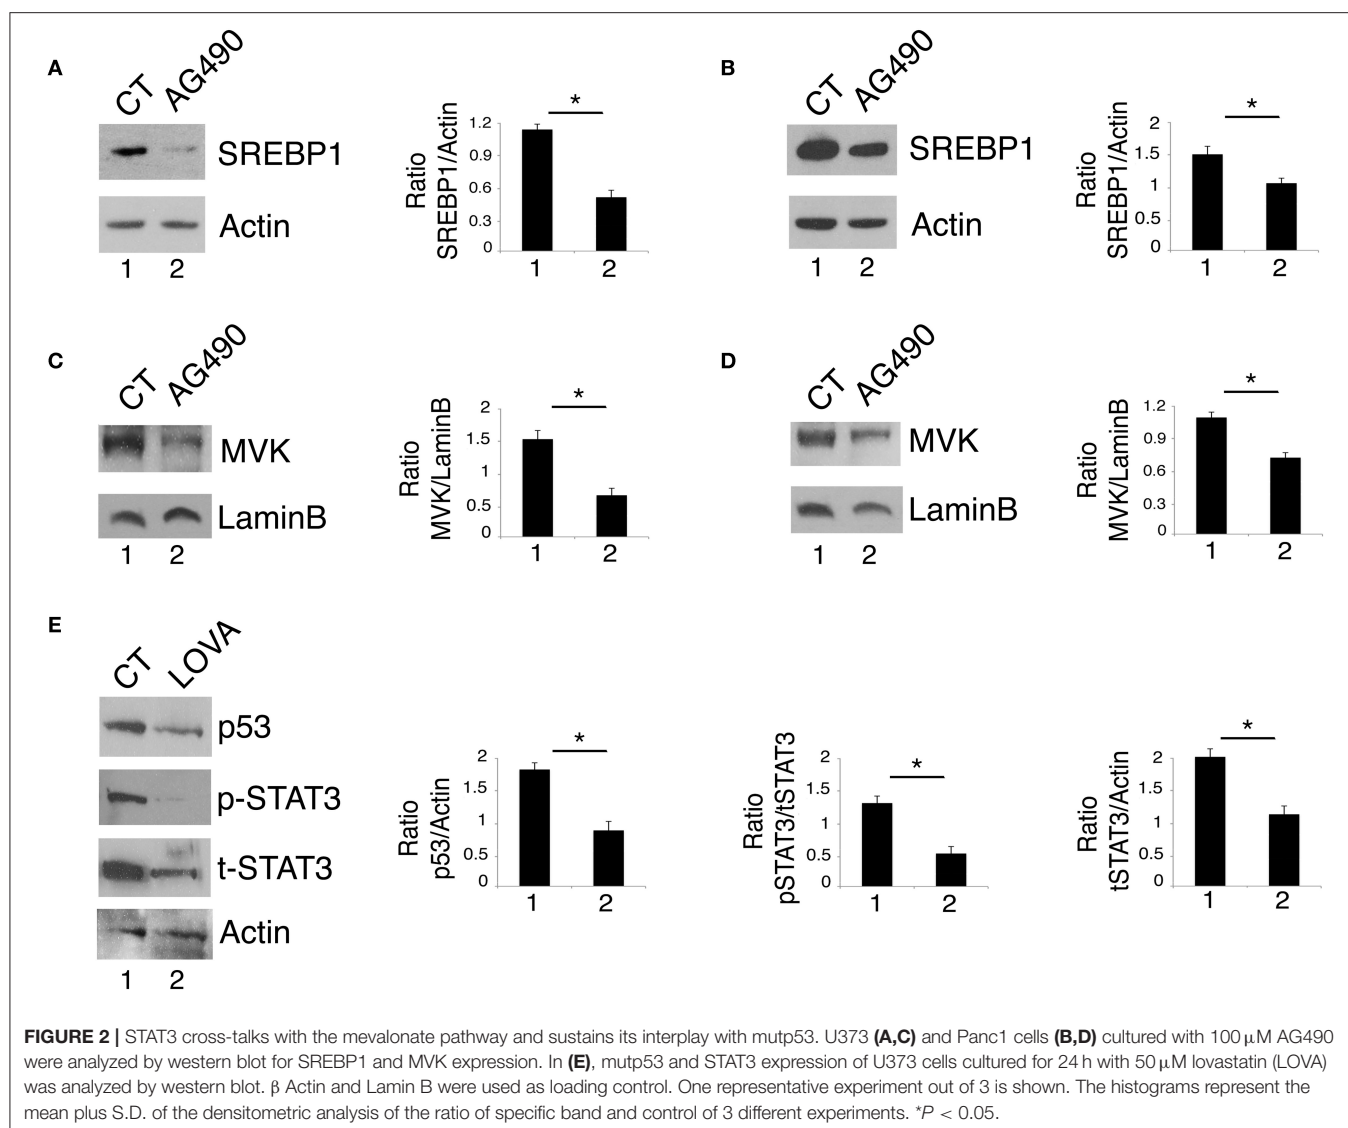 A
CT
AG490
SREBP1
Actin
1 2
Ratio
SREBP1/Actin
1.2
0.9
0.6
0.3
0
*
1 2
B
CT
AG490
SREBP1
Actin
1 2
Ratio
SREBP1/Actin
2
1.5
1
0.5
0
*
1 2
C
CT
AG490
MVK
LaminB
1 2
Ratio
MVK/LaminB
2
1.5
1
0.5
0
*
1 2
D
CT
AG490
MVK
LaminB
1 2
Ratio
MVK/LaminB
1.2
0.9
0.6
0.3
0
*
1 2
E
CT
LOVA
p53
p-STAT3
t-STAT3
Actin
1 2
Ratio
p53/Actin
2
1.5
1
0.5
0
*
1 2
Ratio
pSTAT3/tSTAT3
2
1.5
1
0.5
0
*
1 2
Ratio
tSTAT3/Actin
2
1.5
1
0.5
0
*
1 2
FIGURE 2 | STAT3 cross-talks with the mevalonate pathway and sustains its interplay with mutp53. U373 (A,C) and Panc1 cells (B,D) cultured with 100 μM AG490
were analyzed by western blot for SREBP1 and MVK expression. In (E), mutp53 and STAT3 expression of U373 cells cultured for 24 h with 50 μM lovastatin (LOVA)
was analyzed by western blot. β Actin and Lamin B were used as loading control. One representative experiment out of 3 is shown. The histograms represent the
mean plus S.D. of the densitometric analysis of the ratio of specific band and control of 3 different experiments. *P < 0.05.